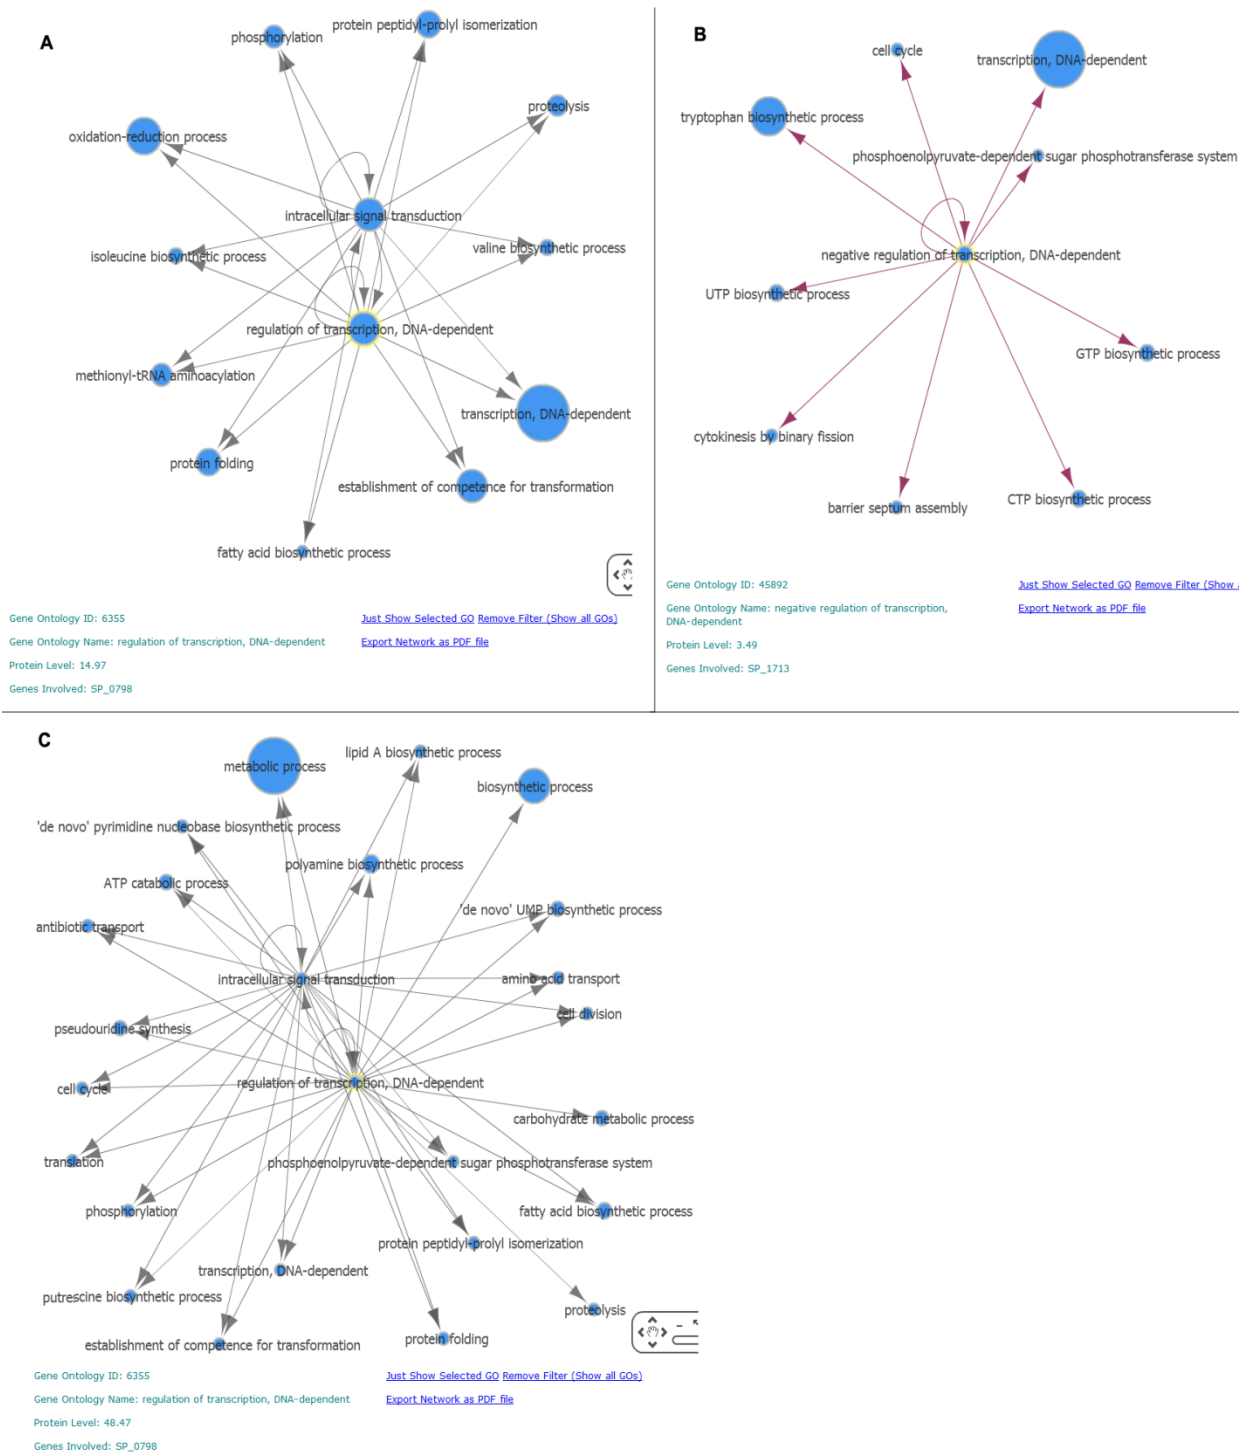 A
protein peptidyl-prolyl isomerization
phosphorylation
proteolysis
oxidation-reduction process
intracellular signal transduction
isoleucine biosynthetic process
valine biosynthetic process
regulation of transcription, DNA-dependent
methionyl-tRNA aminoacylation
transcription, DNA-dependent
protein folding
establishment of competence for transformation
fatty acid biosynthetic process
Gene Ontology ID: 6355
Just Show Selected GO Remove Filter (Show all GOs)
Gene Ontology Name: regulation of transcription, DNA-dependent
Export Network as PDF file
Protein Level: 14.97
Genes Involved: SP_0798
B
cell cycle
transcription, DNA-dependent
tryptophan biosynthetic process
phosphoenolpyruvate-dependent sugar phosphotransferase system
negative regulation of transcription, DNA-dependent
UTP biosynthetic process
GTP biosynthetic process
cytokinesis by binary fission
CTP biosynthetic process
barrier septum assembly
Gene Ontology ID: 45892
Just Show Selected GO Remove Filter (Show
Gene Ontology Name: negative regulation of transcription,
DNA-dependent
Export Network as PDF file
Protein Level: 3.49
Genes Involved: SP_1713
C
lipid A biosynthetic process
metabolic process
biosynthetic process
'de novo' pyrimidine nucleobase biosynthetic process
polyamine biosynthetic process
ATP catabolic process
'de novo' UMP biosynthetic process
antibiotic transport
intracellular signal transduction
amino acid transport
cell division
pseudouridine synthesis
regulation of transcription, DNA-dependent
cell cycle
carbohydrate metabolic process
translation
phosphoenolpyruvate-dependent sugar phosphotransferase system
phosphorylation
fatty acid biosynthetic process
protein peptidyl-prolyl isomerization
transcription, DNA-dependent
putrescine biosynthetic process
proteolysis
establishment of competence for transformation
protein folding
Gene Ontology ID: 6355
Just Show Selected GO Remove Filter (Show all GOs)
Gene Ontology Name: regulation of transcription, DNA-dependent
Export Network as PDF file
Protein Level: 48.47
Genes Involved: SP_0798